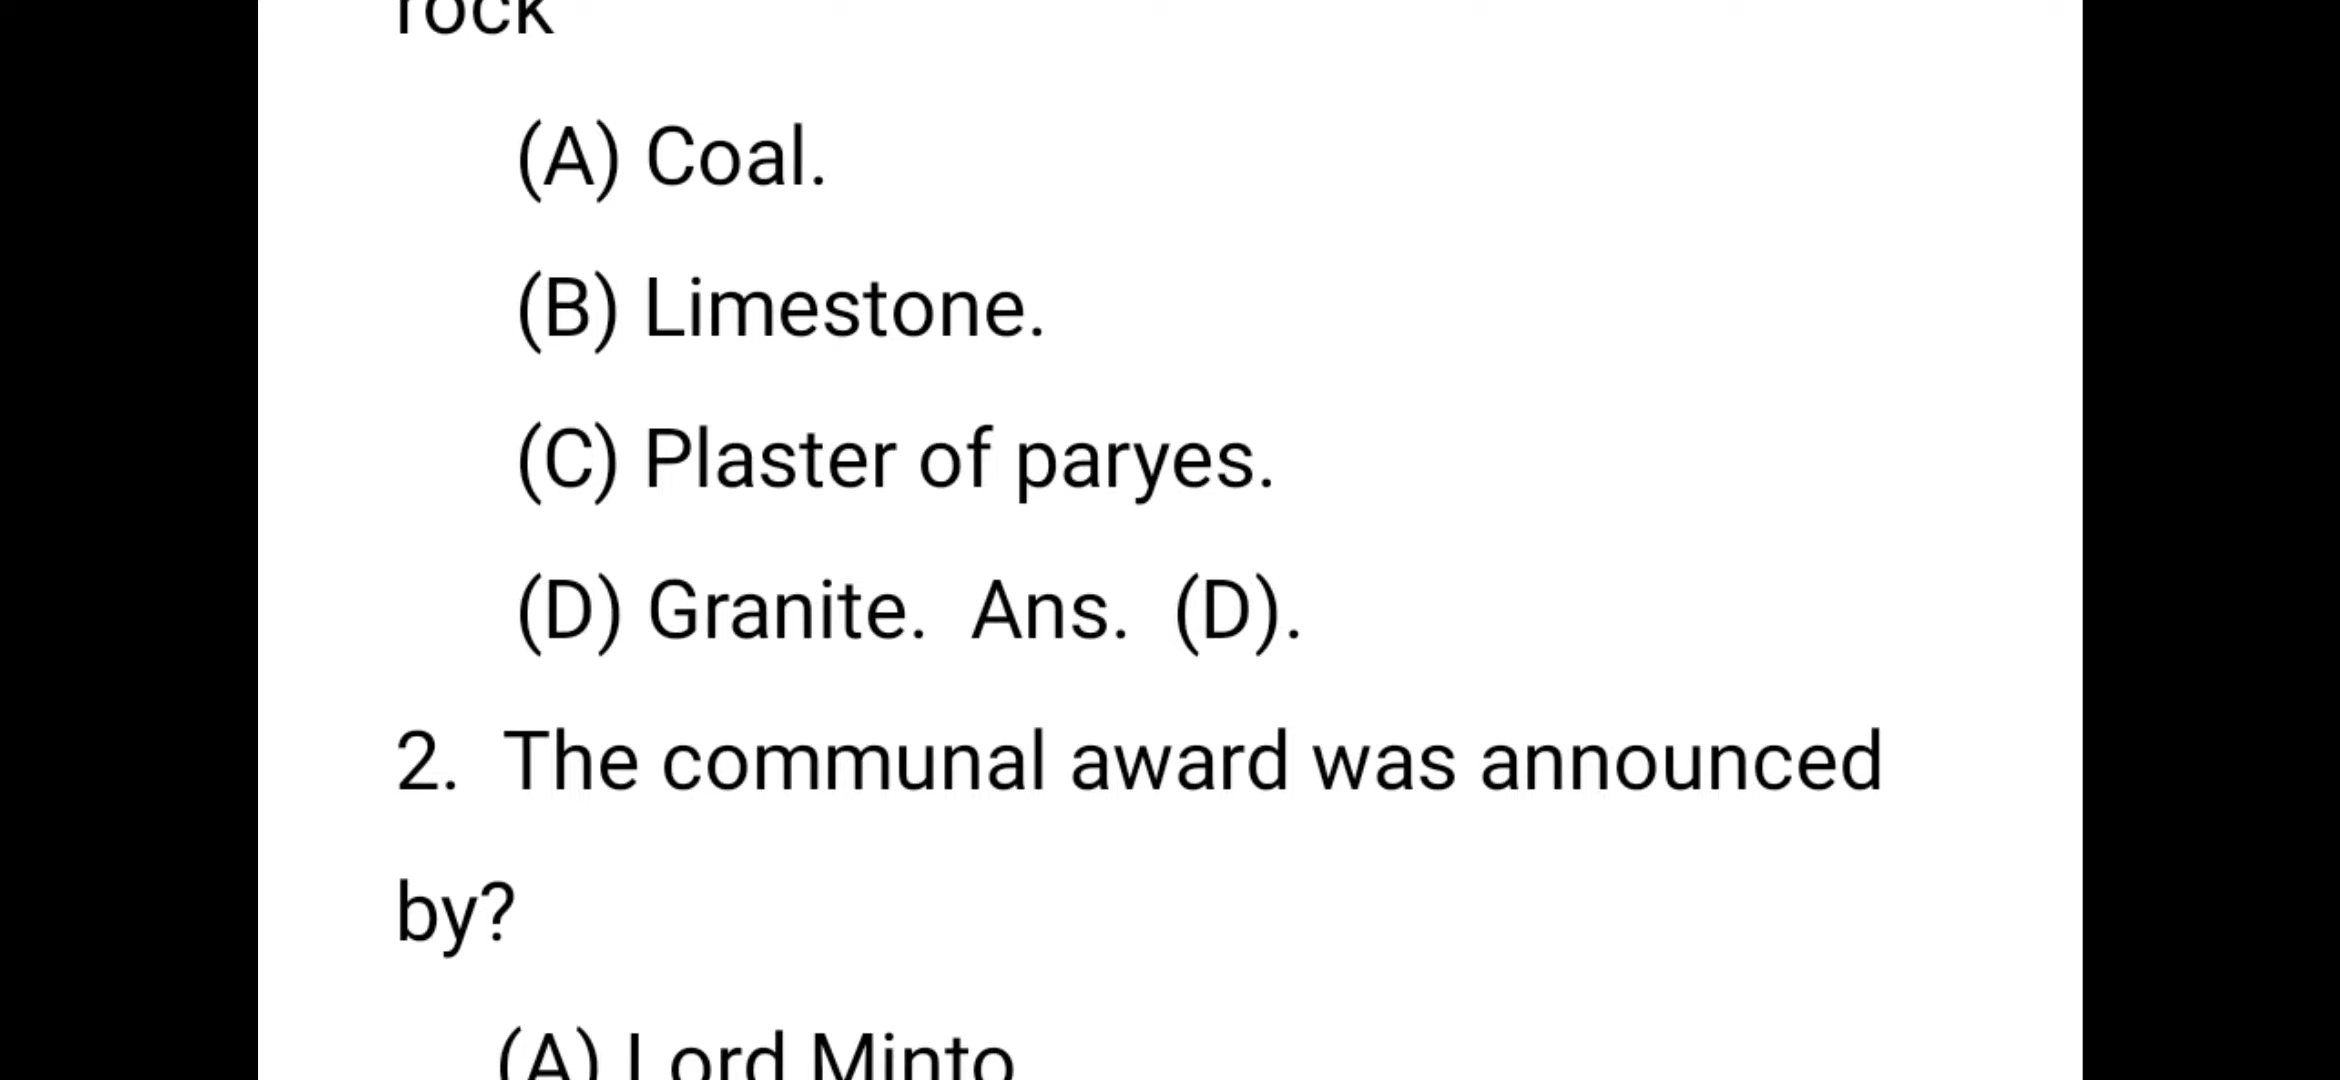 rock
(A) Coal.
(B) Limestone.
(C) Plaster of paryes.
(D) Granite. Ans. (D).
2. The communal award was announced
by?
(A) Lord Minto